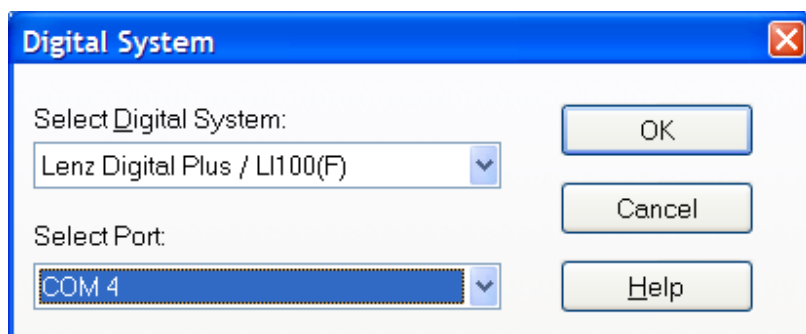 Digital System
Select Digital System:
Lenz Digital Plus / LI100(F)
OK
Cancel
Select Port:
COM 4
Help